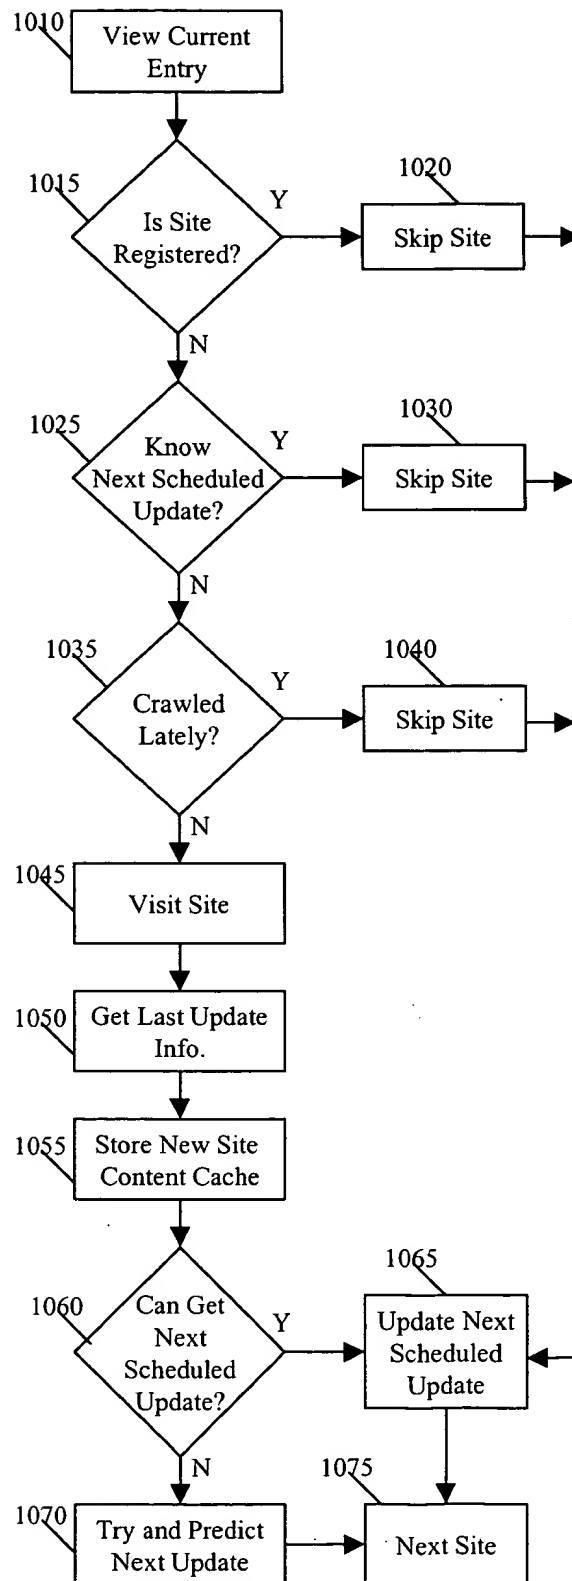 1010
View Current
Entry
1015
Is Site
Registered?
Y
1020
Skip Site
N
1025
Know
Next Scheduled
Update?
Y
1030
Skip Site
N
1035
Crawled
Lately?
Y
1040
Skip Site
N
1045
Visit Site
1050
Get Last Update
Info.
1055
Store New Site
Content Cache
1060
Can Get
Next
Scheduled
Update?
Y
1065
Update Next
Scheduled
Update
N
1070
Try and Predict
Next Update
1075
Next Site